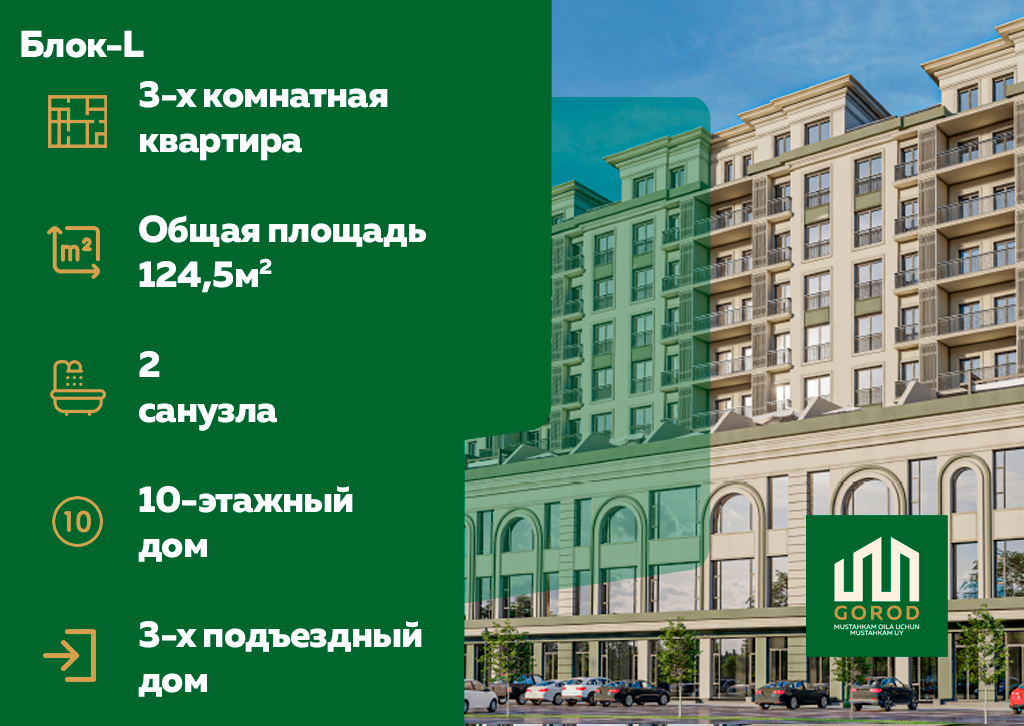 Блок-L
3-х комнатная
квартира
m²
Общая площадь
124,5м²
2
санузла
10
10-этажный
дом
3-х подъездный
дом
GOROD
MUSTAHKAM OILA UCHUN
MUSTAHKAM UY